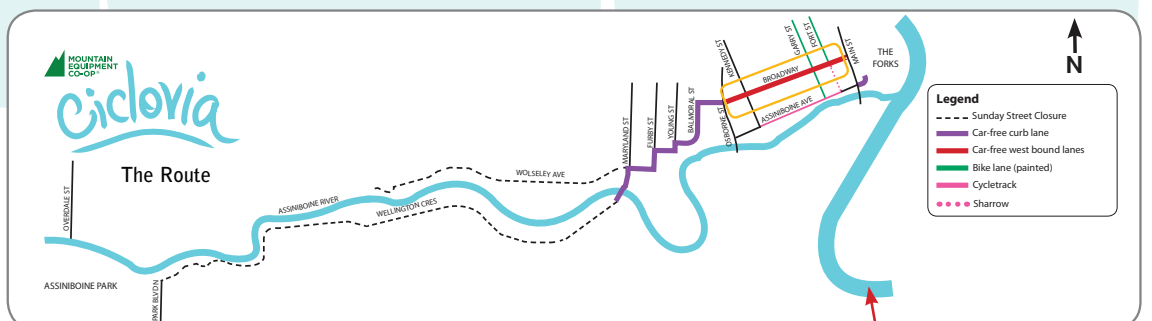 MOUNTAIN
EQUIPMENT
CO-OP®
Ciclovia
The Route
OVERDALE ST
ASSINIBOINE PARK
PARK BLVD N
ASSINIBOINE RIVER
WELLINGTON CRES
WOLSELEY AVE
MARYLAND ST
FURBY ST
YOUNG ST
BALMORAL ST
OSBORNE ST
KENNEDY ST
BROADWAY
ASSINIBOINE AVE
GARRY ST
FORT ST
MAIN ST
THE
FORKS
N
Legend
Sunday Street Closure
Car-free curb lane
Car-free west bound lanes
Bike lane (painted)
Cycletrack
Sharrow